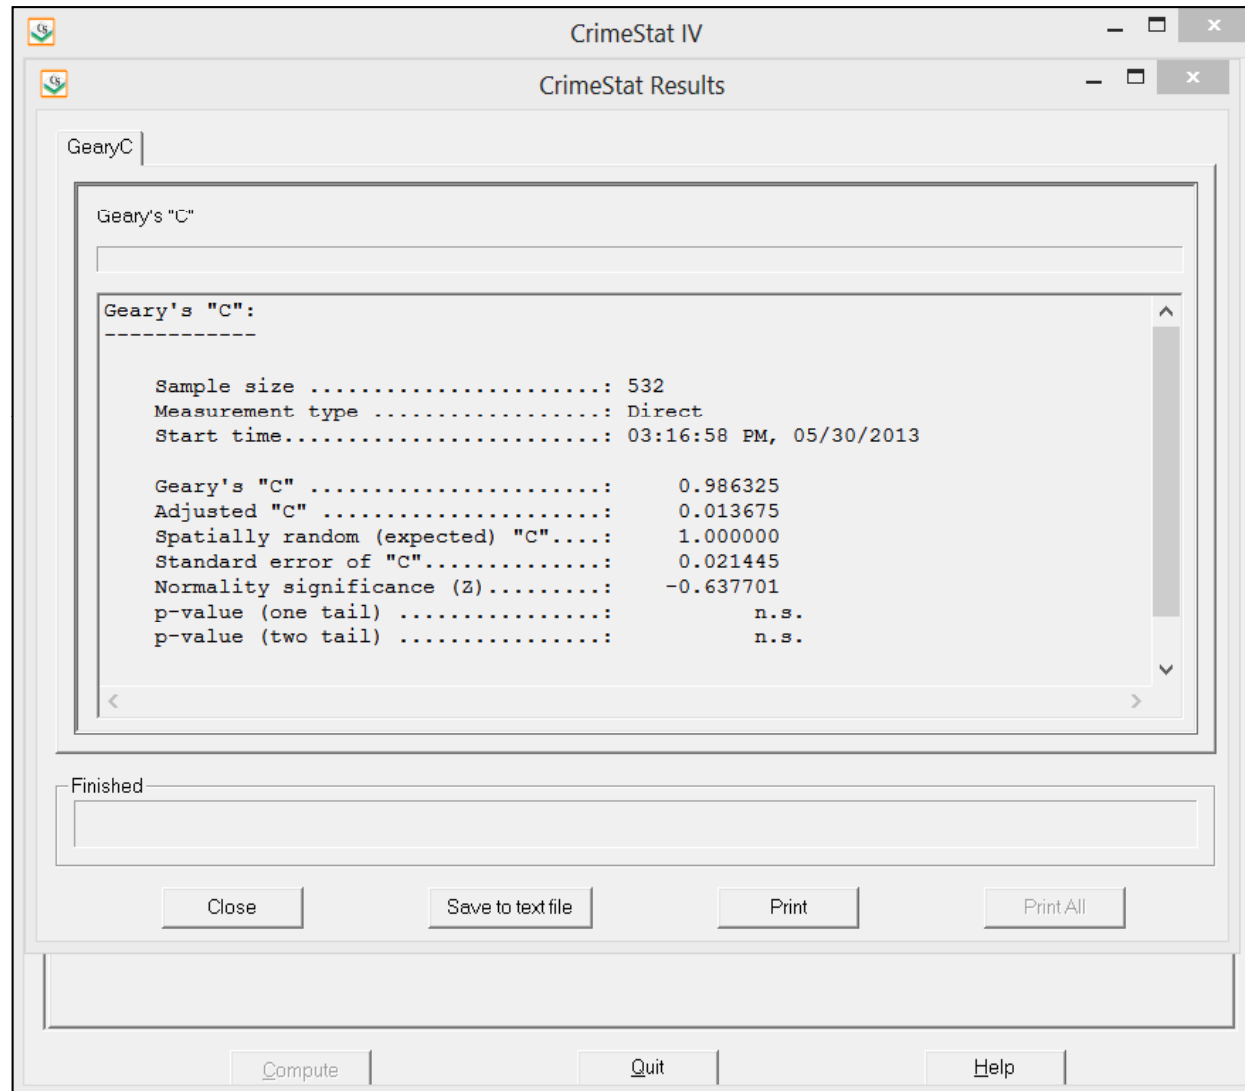 CrimeStat IV
CrimeStat Results
GearyC
Geary's "C"
Geary's "C":
------------
Sample size .......................: 532
Measurement type ..................: Direct
Start time.........................: 03:16:58 PM, 05/30/2013
Geary's "C" .......................: 0.986325
Adjusted "C" ......................: 0.013675
Spatially random (expected) "C"....: 1.000000
Standard error of "C"..............: 0.021445
Normality significance (Z).........: -0.637701
p-value (one tail) ................: n.s.
p-value (two tail) ................: n.s.
Finished
Close Save to text file Print Print All
Compute Quit Help